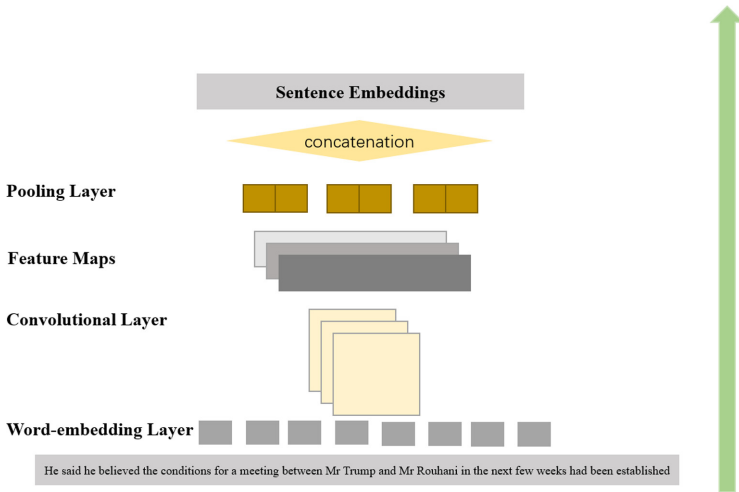 Sentence Embeddings
concatenation
Pooling Layer
Feature Maps
Convolutional Layer
Word-embedding Layer
He said he believed the conditions for a meeting between Mr Trump and Mr Rouhani in the next few weeks had been established